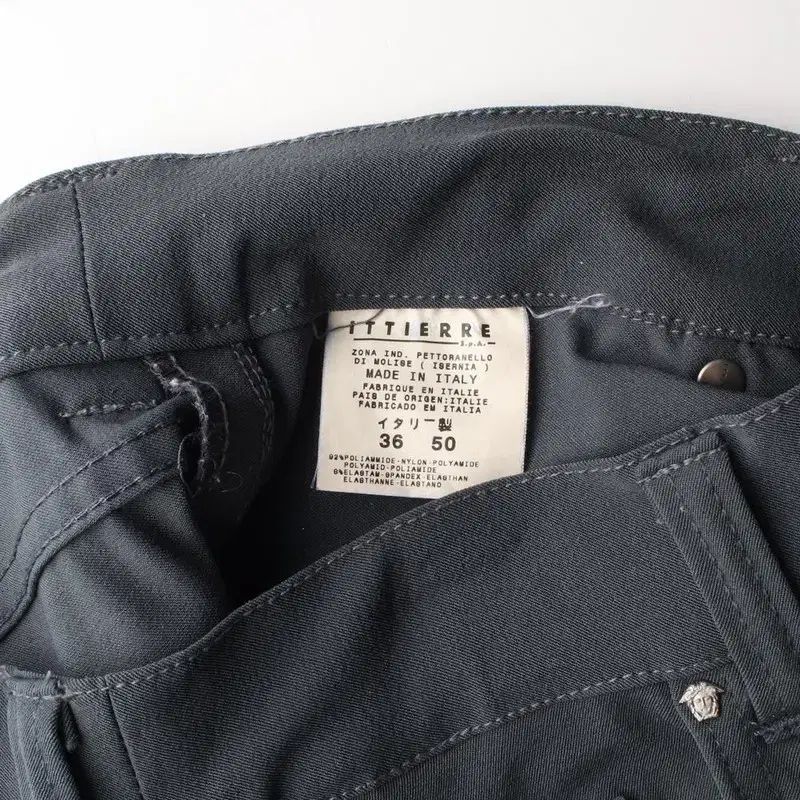 ITTIERRE
S.p.A.
ZONA IND. PETTORANELLO
DI MOLISE ( ISERNIA )
MADE IN ITALY
FABRIQUE EN ITALIE
PAIS DE ORIGEN:ITALIE
FABRICADO EM ITALIA
イタリー製
36 50
92%POLIAMMIDE-NYLON-POLYAMIDE
POLYAMID-POLIAMIDE
8%ELASTAM-SPANDEX-ELASTHAN
ELASTHANNE-ELASTANO